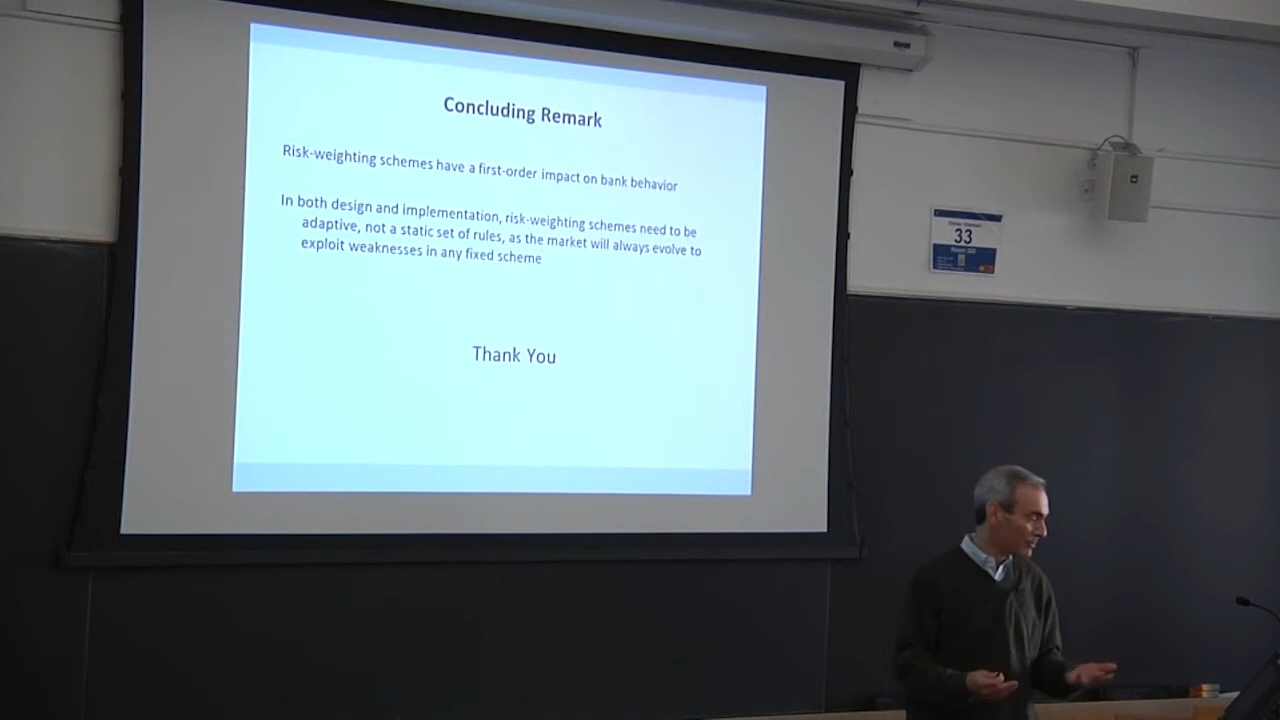 Concluding Remark
Risk-weighting schemes have a first-order impact on bank behavior
In both design and implementation, risk-weighting schemes need to be
adaptive, not a static set of rules, as the market will always evolve to
exploit weaknesses in any fixed scheme
Thank You
33